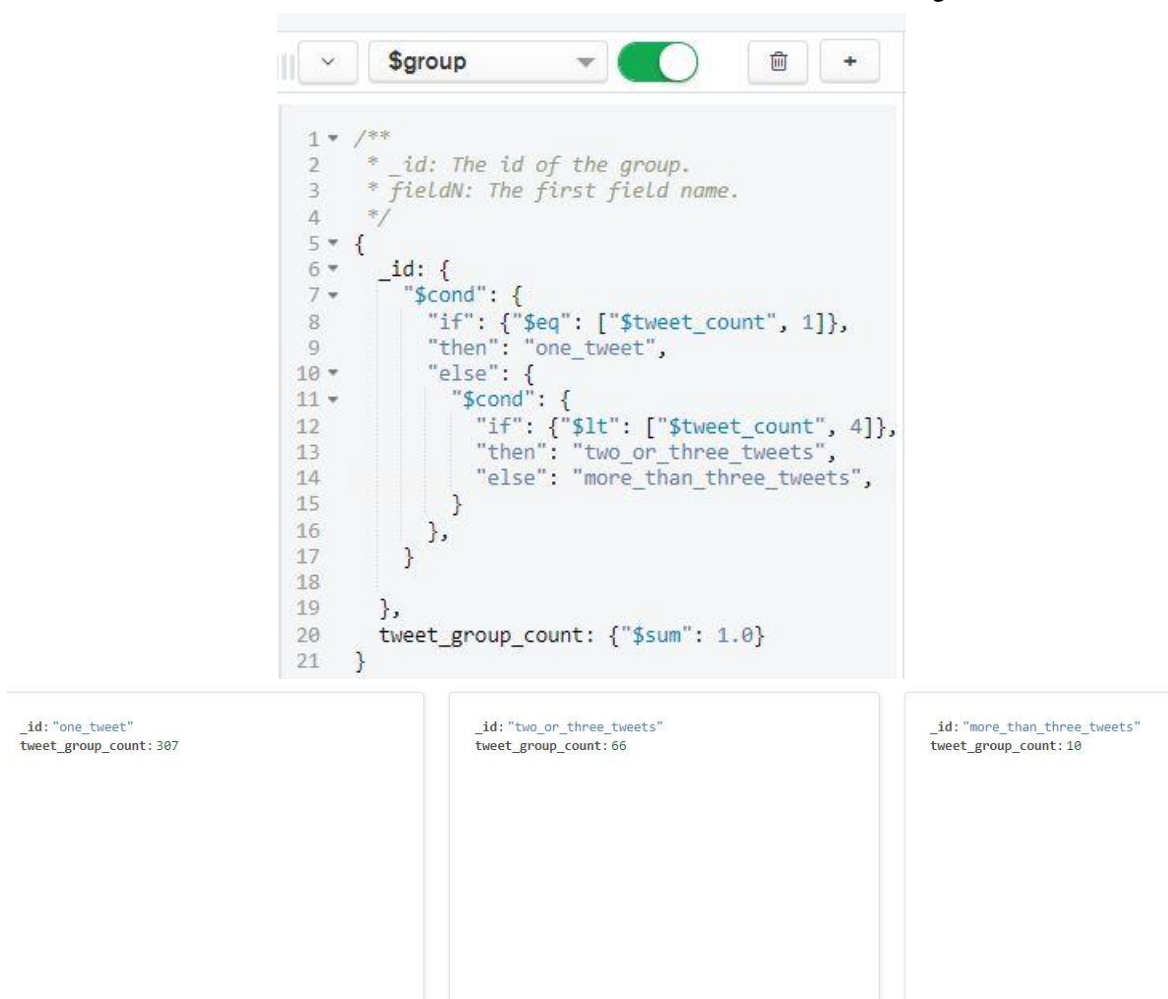 $group
+
1 /**
2 * _id: The id of the group.
3 * fieldN: The first field name.
4 */
5 {
6 _id: {
7 "$cond": {
8 "if": {"$eq": ["$tweet_count", 1]},
9 "then": "one_tweet",
10 "else": {
11 "$cond": {
12 "if": {"$lt": ["$tweet_count", 4]},
13 "then": "two_or_three_tweets",
14 "else": "more_than_three_tweets",
15 }
16 },
17 }
18
19 },
20 tweet_group_count: {"$sum": 1.0}
21 }
_id: "one_tweet"
tweet_group_count: 307
_id: "two_or_three_tweets"
tweet_group_count: 66
_id: "more_than_three_tweets"
tweet_group_count: 10